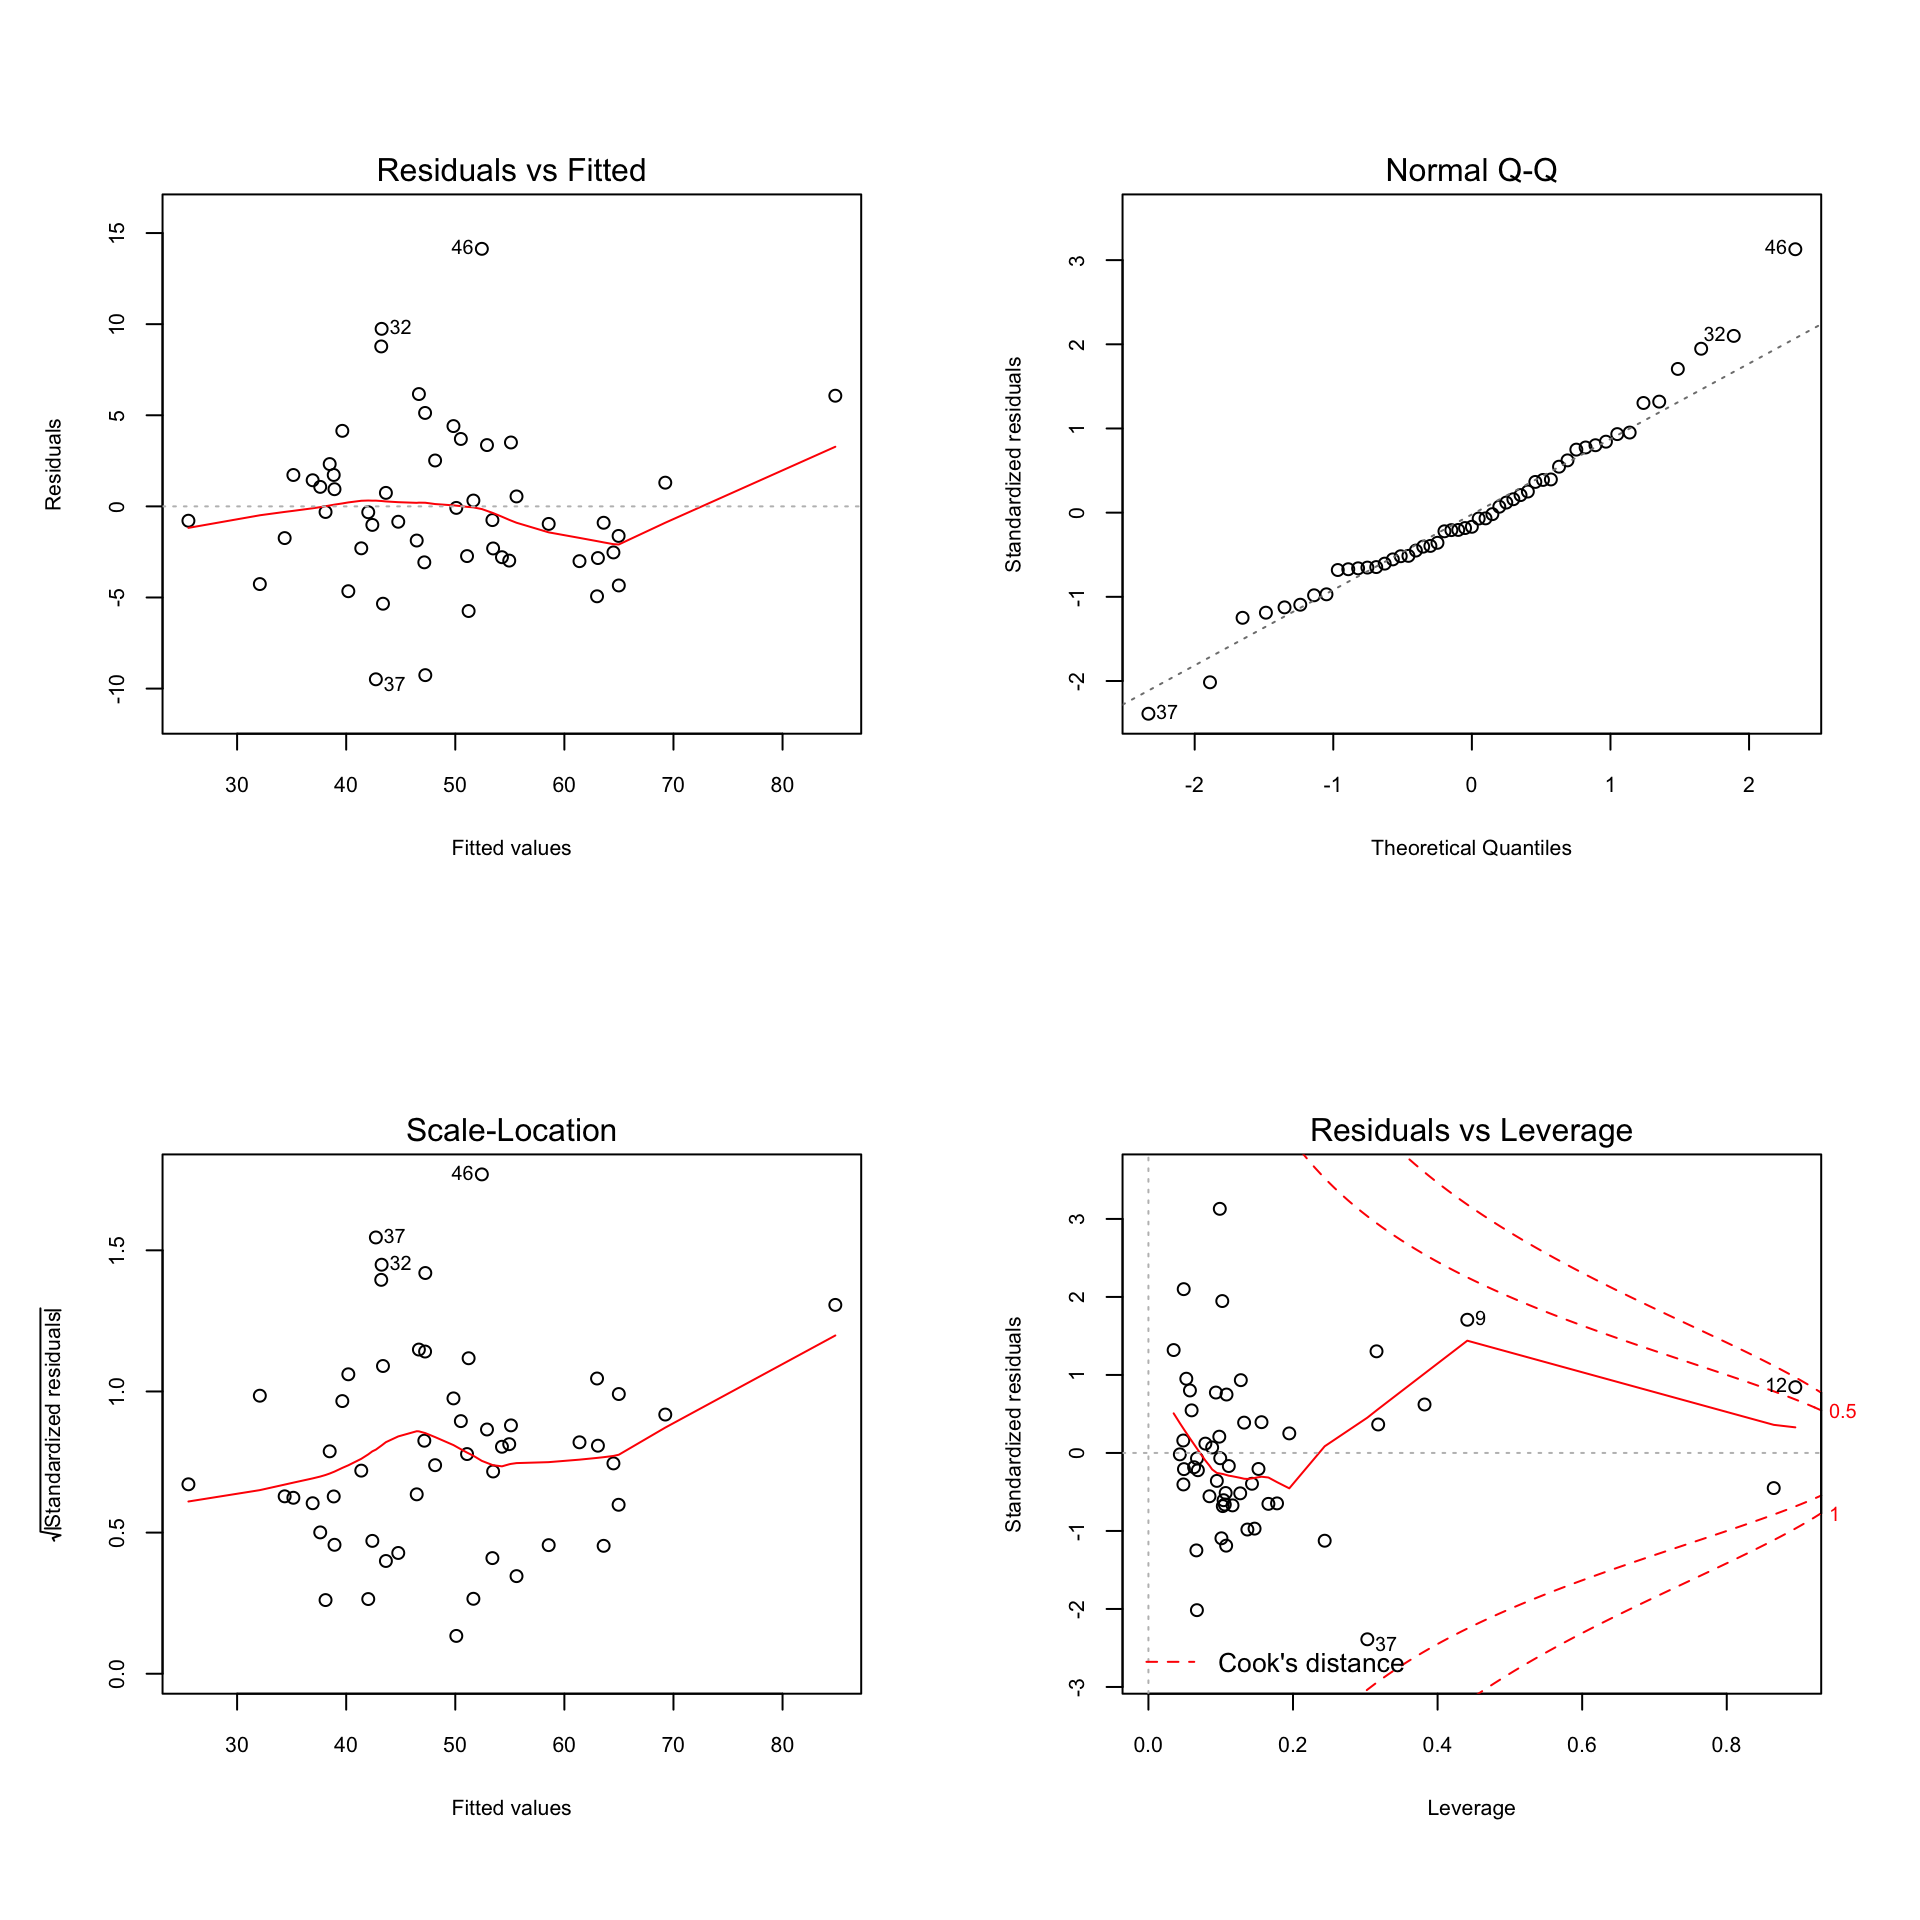 Residuals vs Fitted
Residuals
15
10
5
0
-5
-10
46
32
37
30 40 50 60 70 80
Fitted values
Normal Q-Q
Standardized residuals
3
2
1
0
-1
-2
46
32
37
-2 -1 0 1 2
Theoretical Quantiles
Scale-Location
√|Standardized residuals|
1.5
1.0
0.5
0.0
46
37
32
30 40 50 60 70 80
Fitted values
Residuals vs Leverage
Standardized residuals
3
2
1
0
-1
-2
-3
9
12
0.5
1
37
Cook's distance
0.0 0.2 0.4 0.6 0.8
Leverage